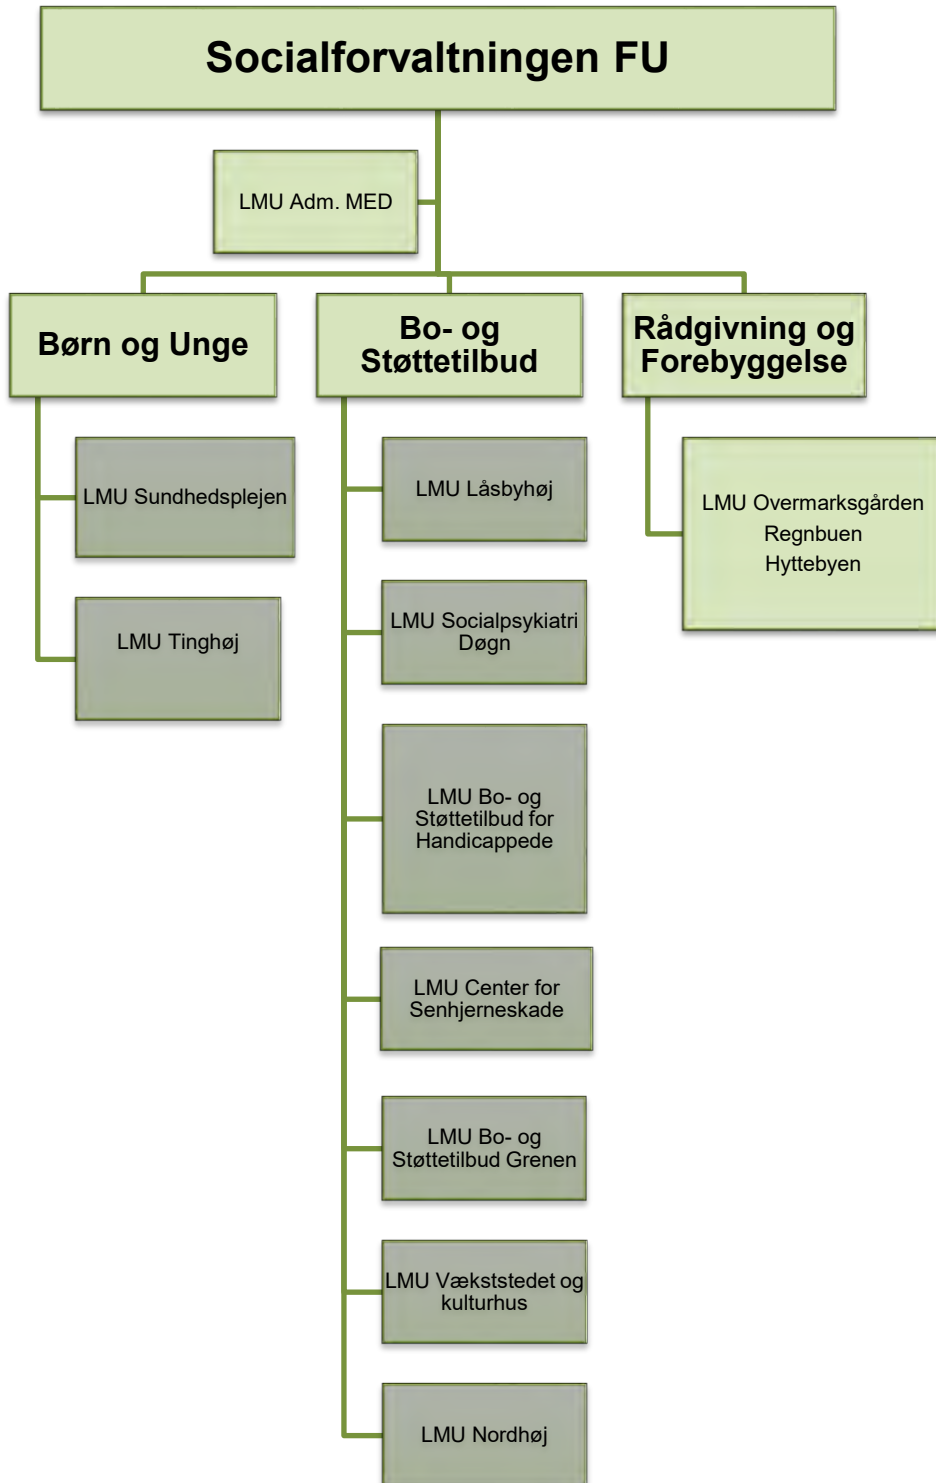 Socialforvaltningen FU
LMU Adm. MED
Børn og Unge
Bo- og
Støttetilbud
Rådgivning og
Forebyggelse
LMU Sundhedsplejen
LMU Tinghøj
LMU Låsbyhøj
LMU Socialpsykiatri
Døgn
LMU Bo- og
Støttetilbud for
Handicappede
LMU Center for
Senhjerneskade
LMU Bo- og
Støttetilbud Grenen
LMU Vækststedet og
kulturhus
LMU Nordhøj
LMU Overmarksgården
Regnbuen
Hyttebyen